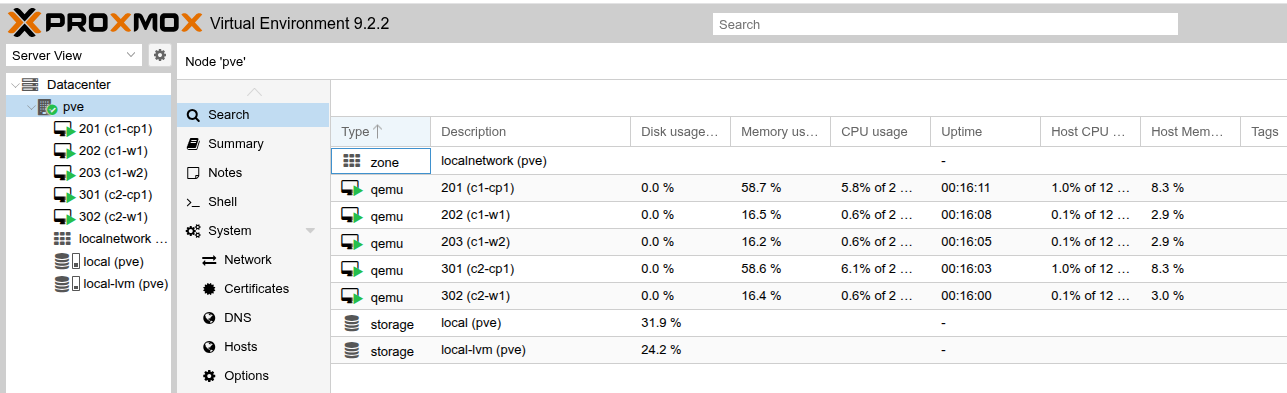 PROXMOX Virtual Environment 9.2.2 Search
Server View
Datacenter
pve
201 (c1-cp1)
202 (c1-w1)
203 (c1-w2)
301 (c2-cp1)
302 (c2-w1)
localnetwork ...
local (pve)
local-lvm (pve)
Node 'pve'
Search
Summary
Notes
Shell
System
Network
Certificates
DNS
Hosts
Options
Type Description Disk usage... Memory us... CPU usage Uptime Host CPU ... Host Mem... Tags
zone localnetwork (pve) -
qemu 201 (c1-cp1) 0.0 % 58.7 % 5.8% of 2 ... 00:16:11 1.0% of 12 ... 8.3 %
qemu 202 (c1-w1) 0.0 % 16.5 % 0.6% of 2 ... 00:16:08 0.1% of 12 ... 2.9 %
qemu 203 (c1-w2) 0.0 % 16.2 % 0.6% of 2 ... 00:16:05 0.1% of 12 ... 2.9 %
qemu 301 (c2-cp1) 0.0 % 58.6 % 6.1% of 2 ... 00:16:03 1.0% of 12 ... 8.3 %
qemu 302 (c2-w1) 0.0 % 16.4 % 0.6% of 2 ... 00:16:00 0.1% of 12 ... 3.0 %
storage local (pve) 31.9 % -
storage local-lvm (pve) 24.2 % -